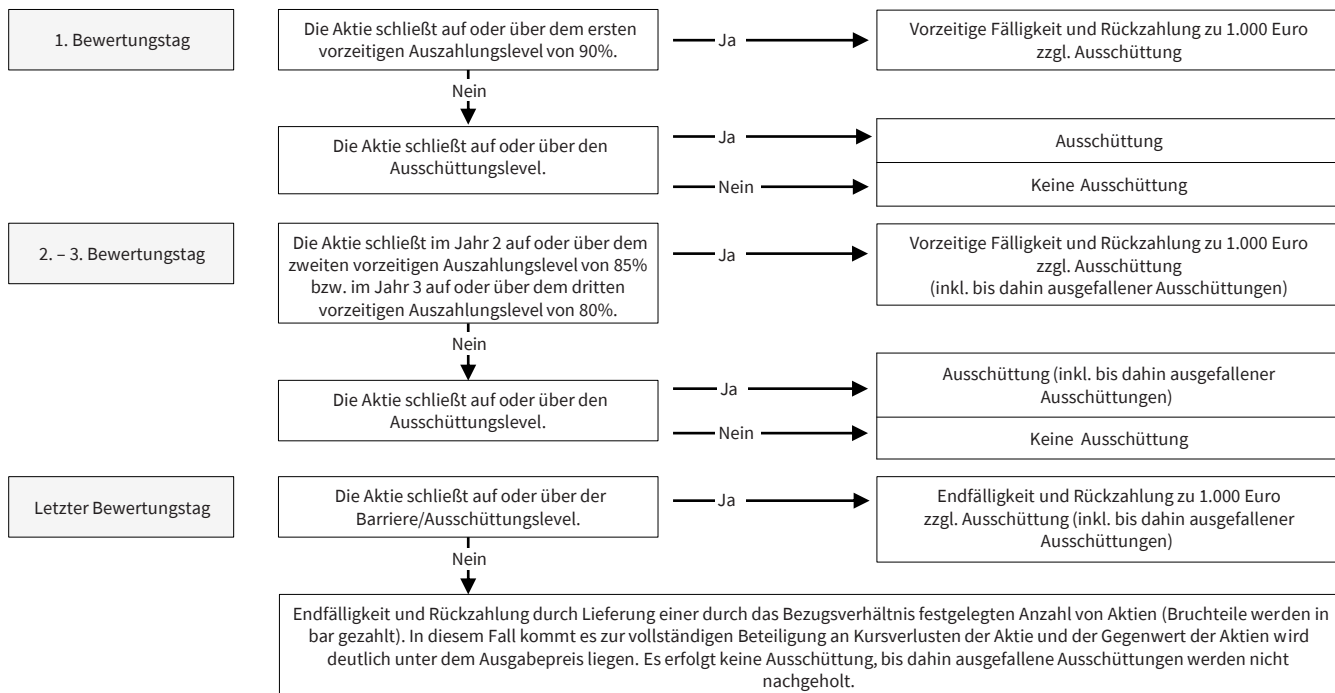 1. Bewertungstag
Die Aktie schließt auf oder über dem ersten
vorzeitigen Auszahlungslevel von 90%.
Ja
Vorzeitige Fälligkeit und Rückzahlung zu 1.000 Euro
zzgl. Ausschüttung
Nein
Die Aktie schließt auf oder über den
Ausschüttungslevel.
Ja
Ausschüttung
Nein
Keine Ausschüttung
2. – 3. Bewertungstag
Die Aktie schließt im Jahr 2 auf oder über dem
zweiten vorzeitigen Auszahlungslevel von 85%
bzw. im Jahr 3 auf oder über dem dritten
vorzeitigen Auszahlungslevel von 80%.
Ja
Vorzeitige Fälligkeit und Rückzahlung zu 1.000 Euro
zzgl. Ausschüttung
(inkl. bis dahin ausgefallener Ausschüttungen)
Nein
Die Aktie schließt auf oder über den
Ausschüttungslevel.
Ja
Ausschüttung (inkl. bis dahin ausgefallener
Ausschüttungen)
Nein
Keine Ausschüttung
Letzter Bewertungstag
Die Aktie schließt auf oder über der
Barriere/Ausschüttungslevel.
Ja
Endfälligkeit und Rückzahlung zu 1.000 Euro
zzgl. Ausschüttung (inkl. bis dahin ausgefallener
Ausschüttungen)
Nein
Endfälligkeit und Rückzahlung durch Lieferung einer durch das Bezugsverhältnis festgelegten Anzahl von Aktien (Bruchteile werden in
bar gezahlt). In diesem Fall kommt es zur vollständigen Beteiligung an Kursverlusten der Aktie und der Gegenwert der Aktien wird
deutlich unter dem Ausgabepreis liegen. Es erfolgt keine Ausschüttung, bis dahin ausgefallene Ausschüttungen werden nicht
nachgeholt.